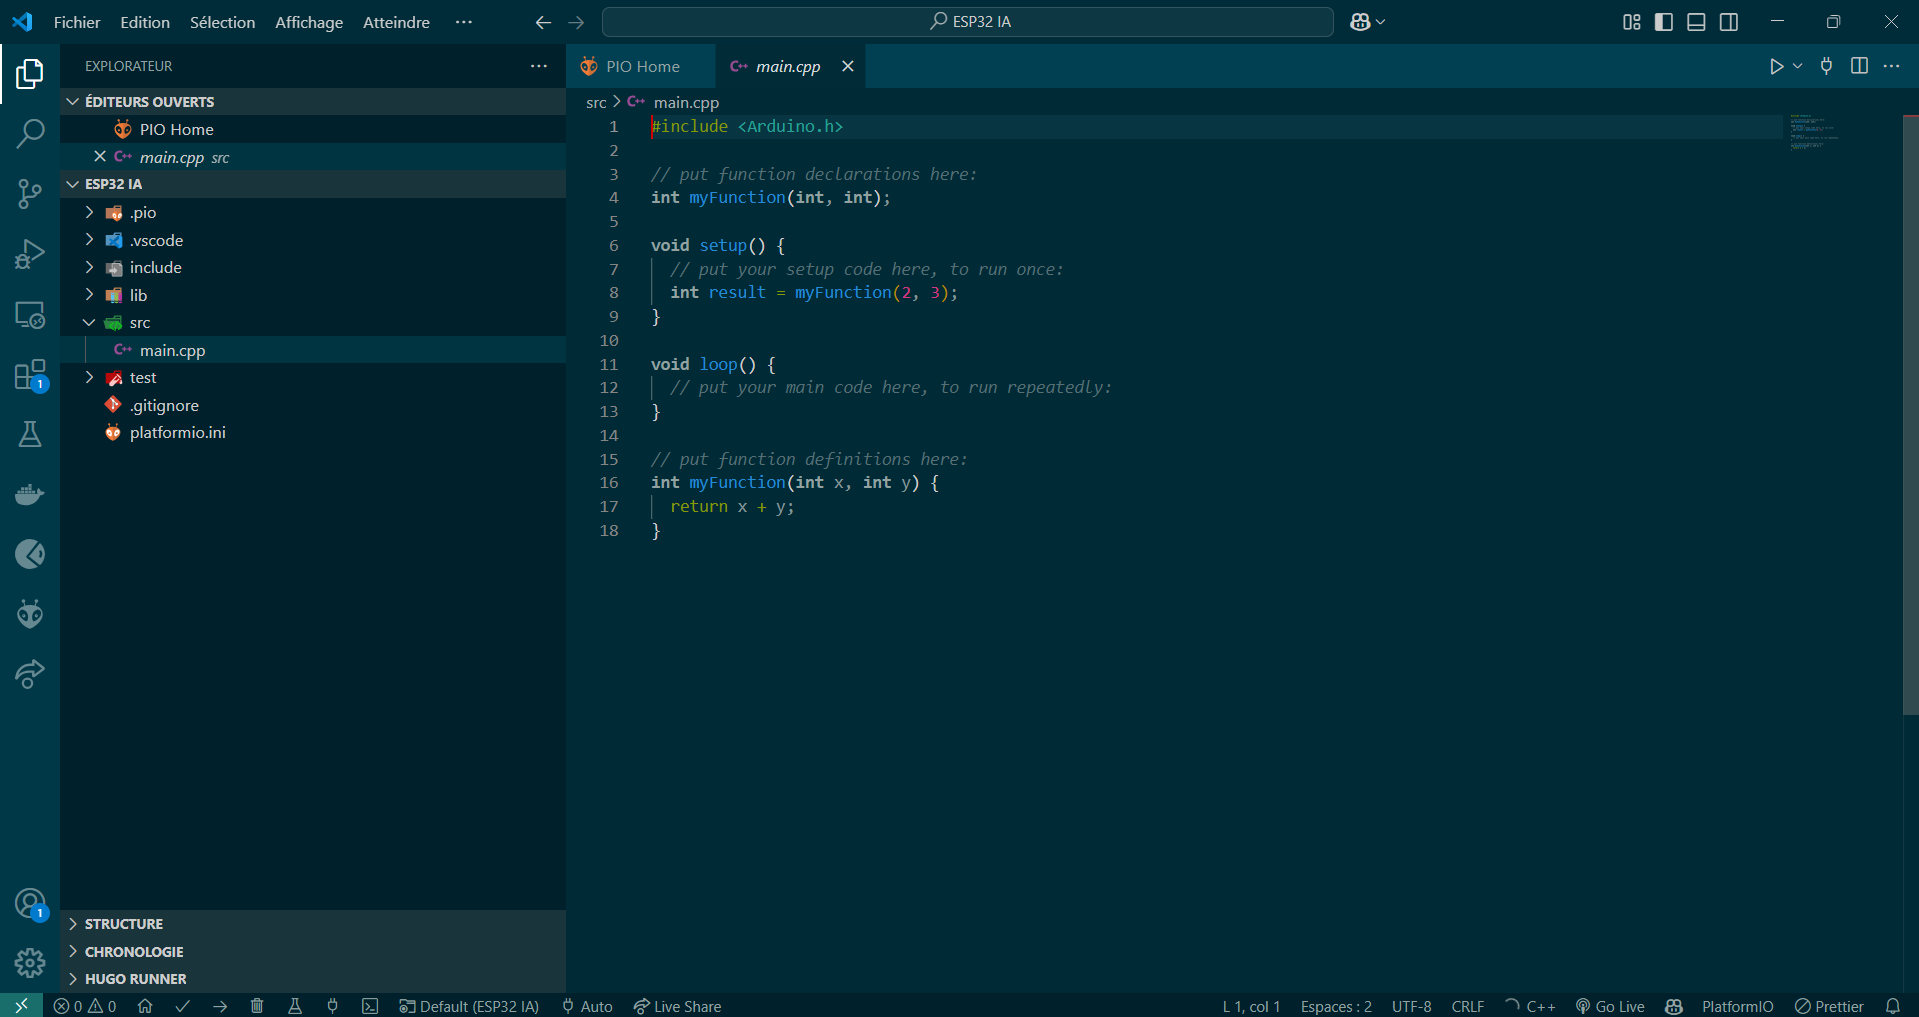 Fichier Edition Sélection Affichage Atteindre ··· ESP32 IA
EXPLORATEUR ···
ÉDITEURS OUVERTS
PIO Home
main.cpp src
ESP32 IA
.pio
.vscode
include
lib
src
main.cpp
test
.gitignore
platformio.ini
1
1
STRUCTURE
CHRONOLOGIE
HUGO RUNNER
PIO Home
main.cpp
src > main.cpp
1 #include <Arduino.h>
2
3 // put function declarations here:
4 int myFunction(int, int);
5
6 void setup() {
7 // put your setup code here, to run once:
8 int result = myFunction(2, 3);
9 }
10
11 void loop() {
12 // put your main code here, to run repeatedly:
13 }
14
15 // put function definitions here:
16 int myFunction(int x, int y) {
17 return x + y;
18 }
0 0 Default (ESP32 IA) Auto Live Share L 1, col 1 Espaces : 2 UTF-8 CRLF C++ Go Live PlatformIO Prettier